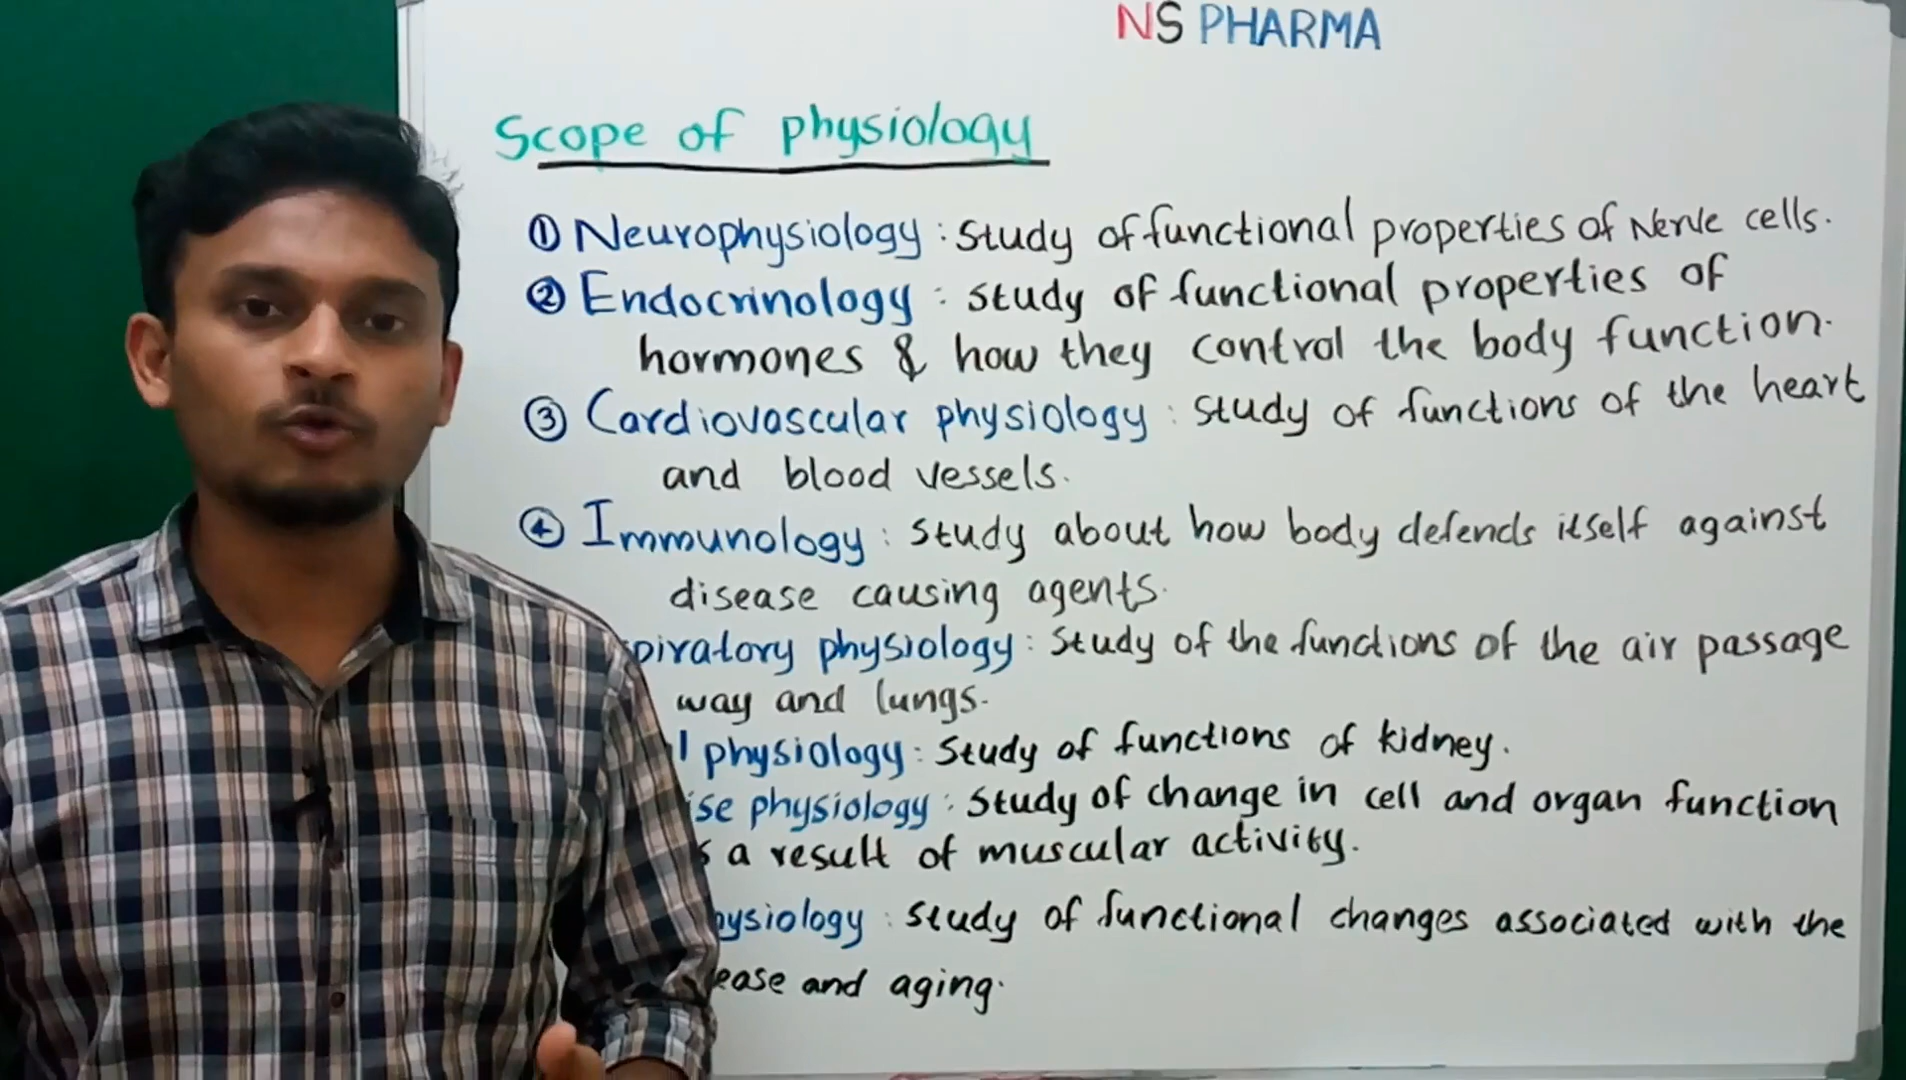 NS PHARMA
Scope of physiology
① Neurophysiology : Study of functional properties of Nerve cells.
② Endocrinology : Study of functional properties of
hormones & how they control the body function.
③ Cardiovascular physiology : Study of functions of the heart
and blood vessels.
④ Immunology : Study about how body defends itself against
disease causing agents.
physiology : Study of the functions of the air passage
way and lungs.
physiology : Study of functions of kidney.
physiology : Study of change in cell and organ function
a result of muscular activity.
Study of functional changes associated with the
and aging.